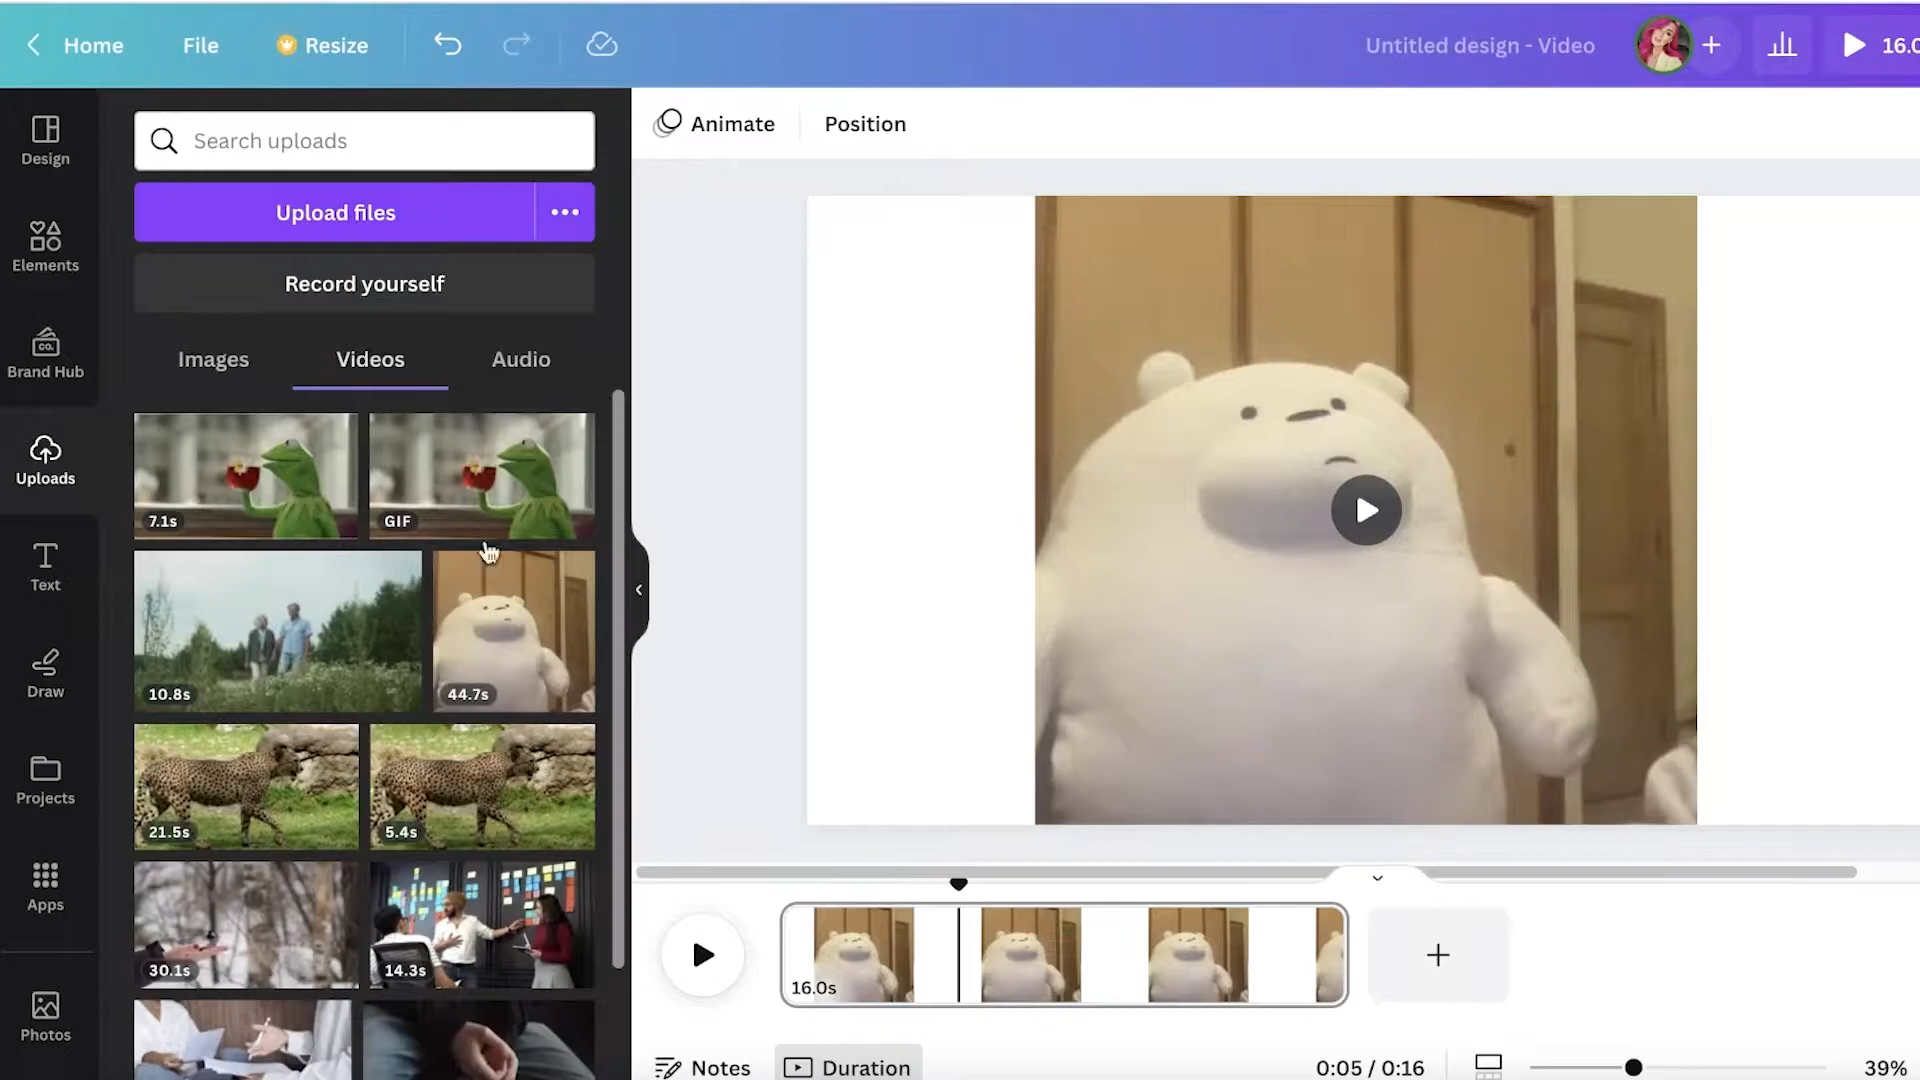 Home File Resize Untitled design - Video 16.0
Design
Elements
CO.
Brand Hub
Uploads
Text
Draw
Projects
Apps
Photos
Search uploads
Upload files
Record yourself
Images Videos Audio
7.1s GIF
10.8s 44.7s
21.5s 5.4s
30.1s 14.3s
Animate Position
16.0s
Notes Duration 0:05 / 0:16 39%